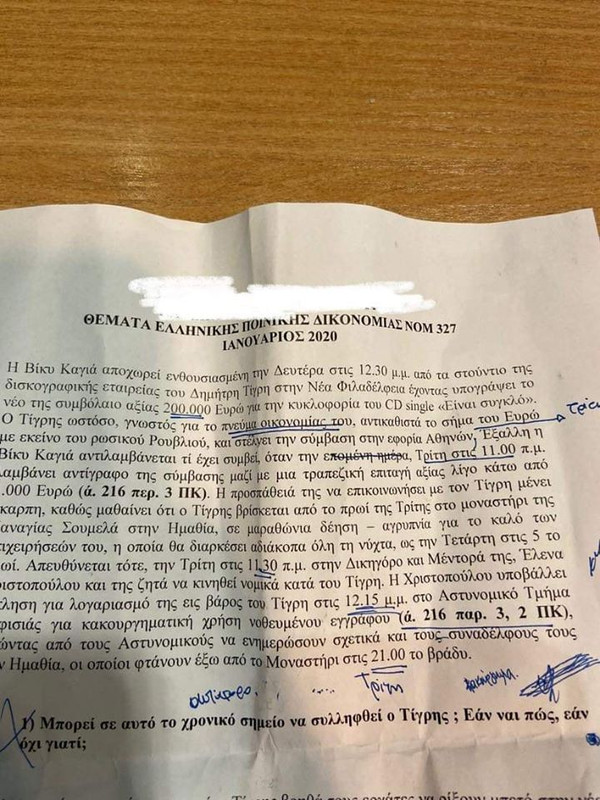 ΘΕΜΑΤΑ ΕΛΛΗΝΙΚΗΣ ΠΟΙΝΙΚΗΣ ΔΙΚΟΝΟΜΙΑΣ ΝΟΜ 327
ΙΑΝΟΥΑΡΙΟΣ 2020
Η Βίκυ Καγιά αποχωρεί ενθουσιασμένη την Δευτέρα στις 12.30 μ.μ. από τα στούντιο της
δισκογραφικής εταιρείας του Δημήτρη Τίγρη στην Νέα Φιλαδέλφεια έχοντας υπογράψει το
νέο της συμβόλαιο αξίας 200.000 Ευρώ για την κυκλοφορία του CD single «Είναι συγκλό».
Ο Τίγρης ωστόσο, γνωστός για το πνεύμα οικονομίας του, αντικαθιστά το σήμα του Ευρώ
με εκείνο του ρωσικού Ρουβλιού, και στέλνει την σύμβαση στην εφορία Αθηνών. Έξαλλη η
Βίκυ Καγιά αντιλαμβάνεται τί έχει συμβεί, όταν την επομένη ημέρα, Τρίτη στις 11.00 π.μ.
λαμβάνει αντίγραφο της σύμβασης μαζί με μια τραπεζική επιταγή αξίας λίγο κάτω από
.000 Ευρώ (ά. 216 περ. 3 ΠΚ). Η προσπάθειά της να επικοινωνήσει με τον Τίγρη μένει
καρπη, καθώς μαθαίνει ότι ο Τίγρης βρίσκεται από το πρωί της Τρίτης στο μοναστήρι της
αναγίας Σουμελά στην Ημαθία, σε μαραθώνια δέηση – αγρυπνία για το καλό των
ιχειρήσεών του, η οποία θα διαρκέσει αδιάκοπα όλη τη νύχτα, ως την Τετάρτη στις 5 το
ωί. Απευθύνεται τότε, την Τρίτη στις 11.30 π.μ. στην Δικηγόρο και Μέντορά της, Έλενα
ριστοπούλου και της ζητά να κινηθεί νομικά κατά του Τίγρη. Η Χριστοπούλου υποβάλλει
κληση για λογαριασμό της εις βάρος του Τίγρη στις 12.15 μ.μ. στο Αστυνομικό Τμήμα
φισιάς για κακουργηματική χρήση νοθευμένου εγγράφου (ά. 216 παρ. 3, 2 ΠΚ),
ώντας από τους Αστυνομικούς να ενημερώσουν σχετικά και τους συναδέλφους τους
ν Ημαθία, οι οποίοι φτάνουν έξω από το Μοναστήρι στις 21.00 το βράδυ.
Τρίτη
1) Μπορεί σε αυτό το χρονικό σημείο να συλληφθεί ο Τίγρης ; Εάν ναι πώς, εάν
όχι γιατί;